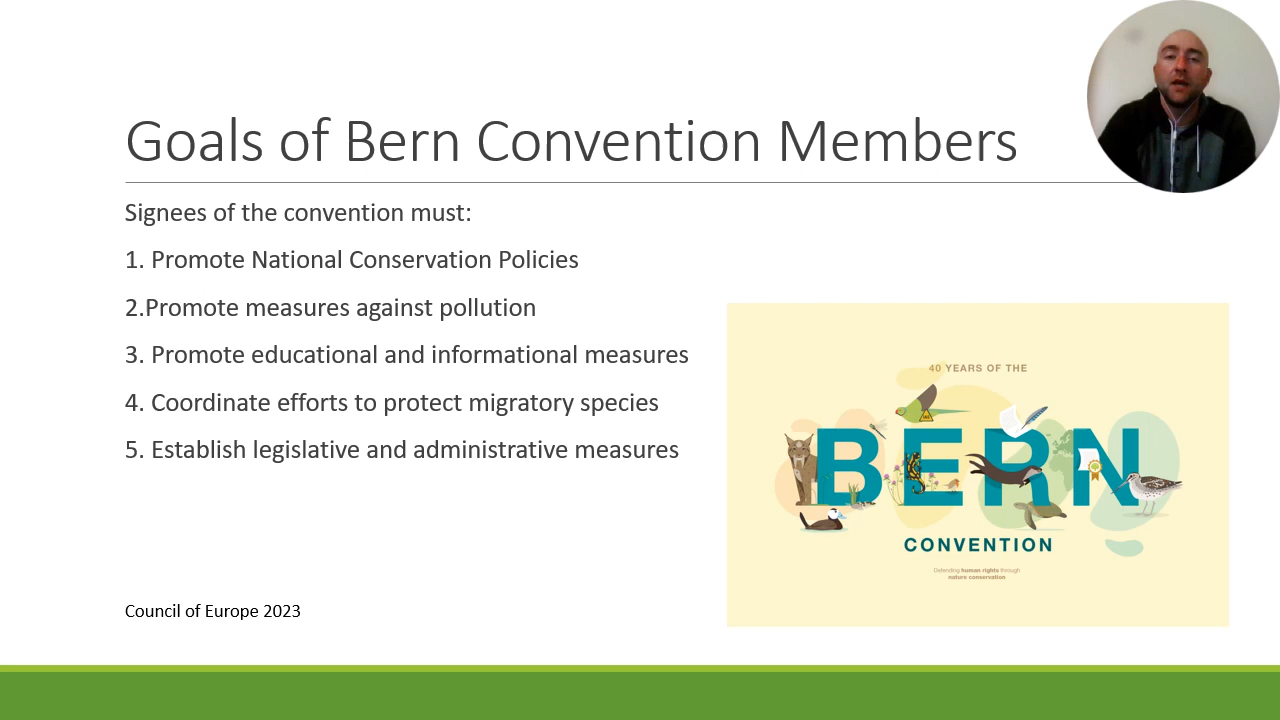 Goals of Bern Convention Members
Signees of the convention must:
1. Promote National Conservation Policies
2.Promote measures against pollution
3. Promote educational and informational measures
4. Coordinate efforts to protect migratory species
5. Establish legislative and administrative measures
40 YEARS OF THE
BERN
CONVENTION
Defending human rights through
nature conservation
Council of Europe 2023